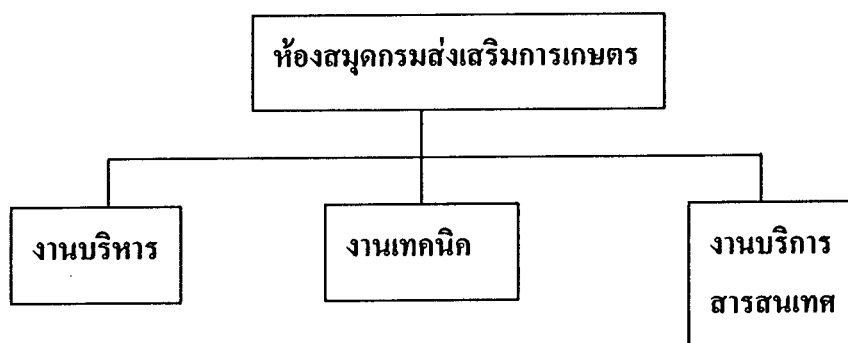 ห้องสมุดกรมส่งเสริมการเกษตร
งานบริหาร
งานเทคนิค
งานบริการ
สารสนเทศ